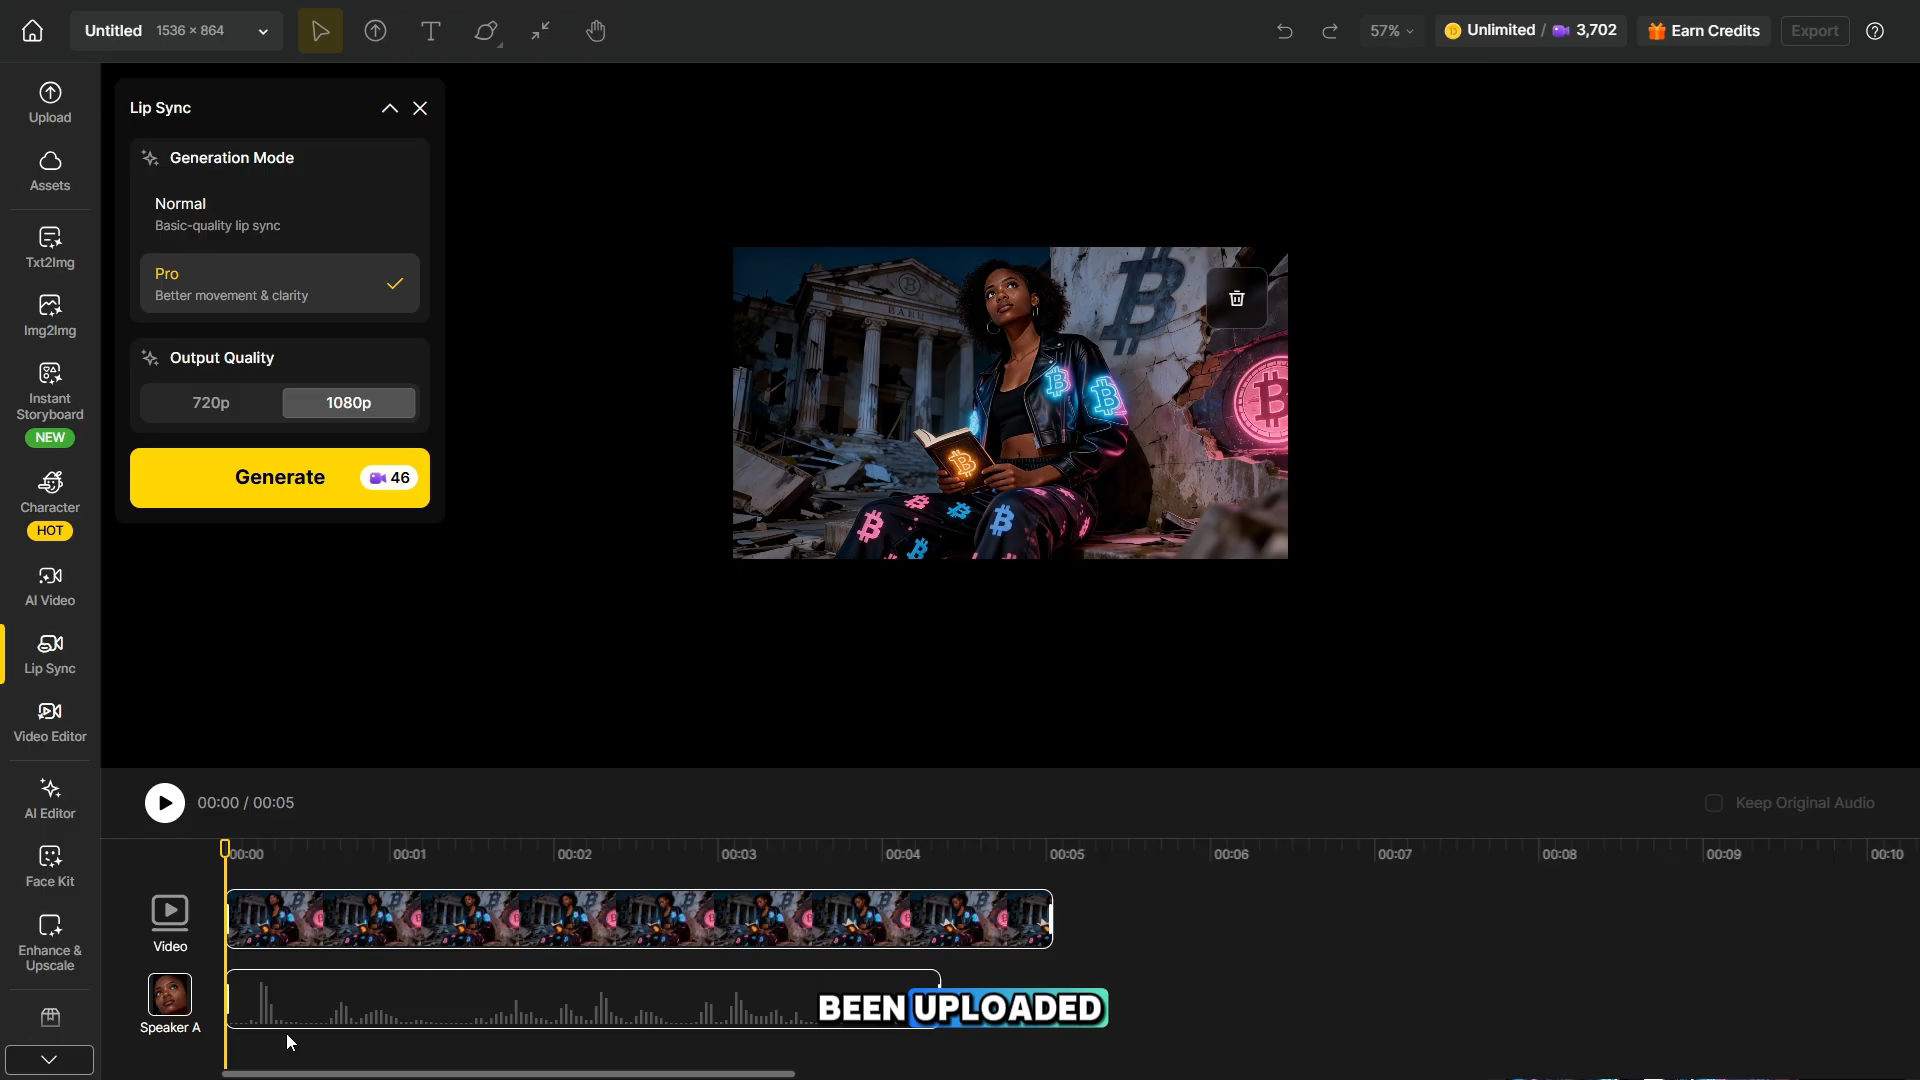 Untitled 1536 × 864
57%
Unlimited / 3,702
Earn Credits
Export
Upload
Assets
Txt2Img
Img2Img
Instant
Storyboard
NEW
Character
HOT
AI Video
Lip Sync
Video Editor
AI Editor
Face Kit
Enhance &
Upscale
Lip Sync
Generation Mode
Normal
Basic-quality lip sync
Pro
Better movement & clarity
Output Quality
720p 1080p
Generate 46
00:00 / 00:05
Keep Original Audio
00:00 00:01 00:02 00:03 00:04 00:05 00:06 00:07 00:08 00:09 00:10
Video
Speaker A
BEEN UPLOADED